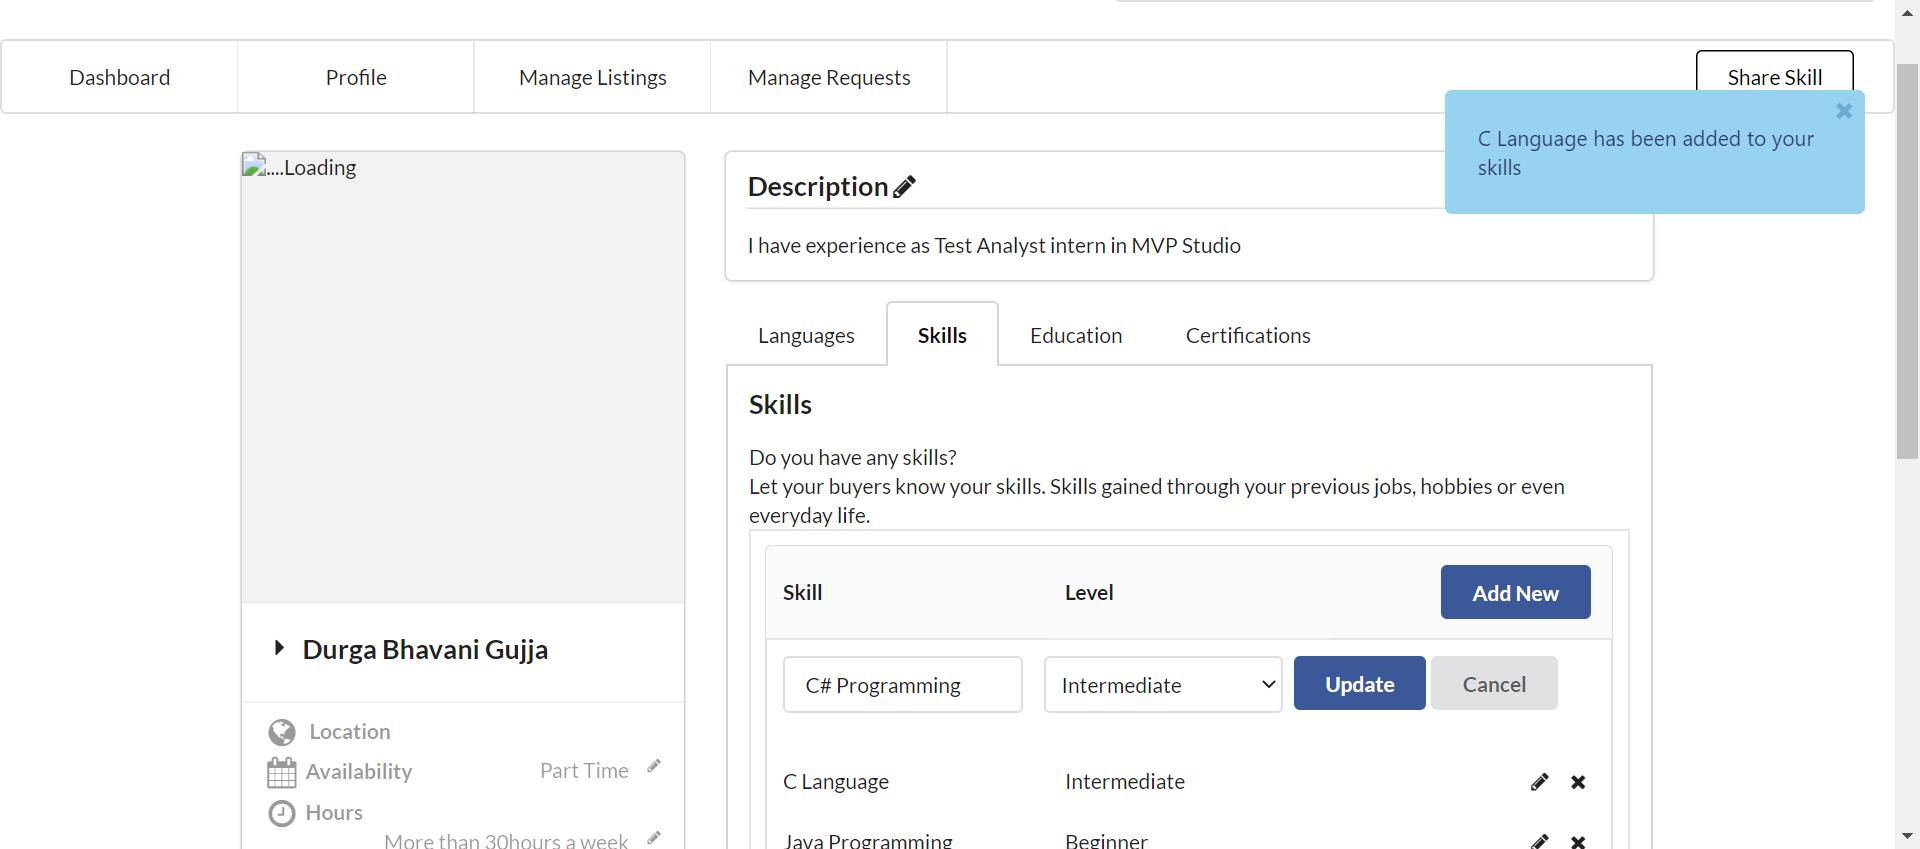 Dashboard
Profile
Manage Listings
Manage Requests
Share Skill
C Language has been added to your
skills
....Loading
Description
I have experience as Test Analyst intern in MVP Studio
Languages
Skills
Education
Certifications
Skills
Do you have any skills?
Let your buyers know your skills. Skills gained through your previous jobs, hobbies or even
everyday life.
Skill Level Add New
C# Programming Intermediate Update Cancel
C Language Intermediate
Java Programming Beginner
Durga Bhavani Gujja
Location
Availability Part Time
Hours
More than 30hours a week